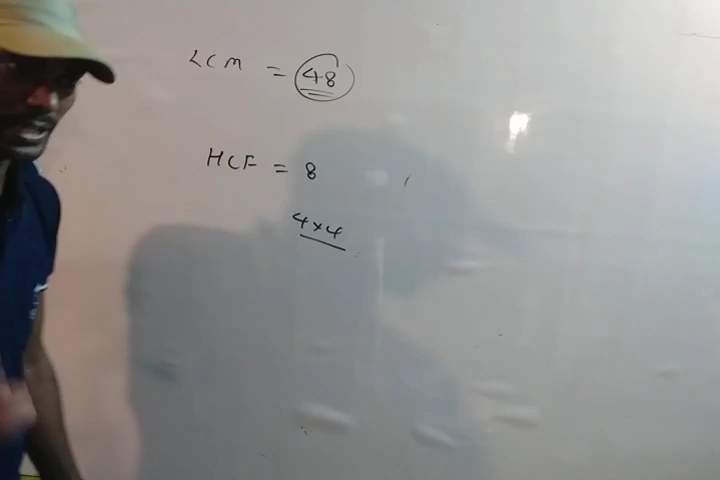 LCM = 48
HCF = 8
4×4